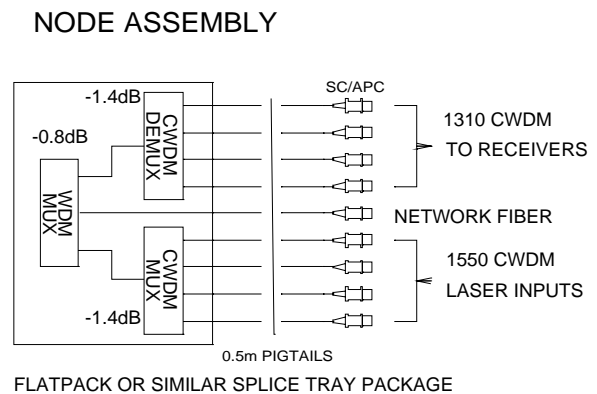 NODE ASSEMBLY
SC/APC
-1.4dB
CWDM
DEMUX
1310 CWDM
TO RECEIVERS
-0.8dB
WDM
MUX
NETWORK FIBER
CWDM
MUX
1550 CWDM
LASER INPUTS
-1.4dB
0.5m PIGTAILS
FLATPACK OR SIMILAR SPLICE TRAY PACKAGE